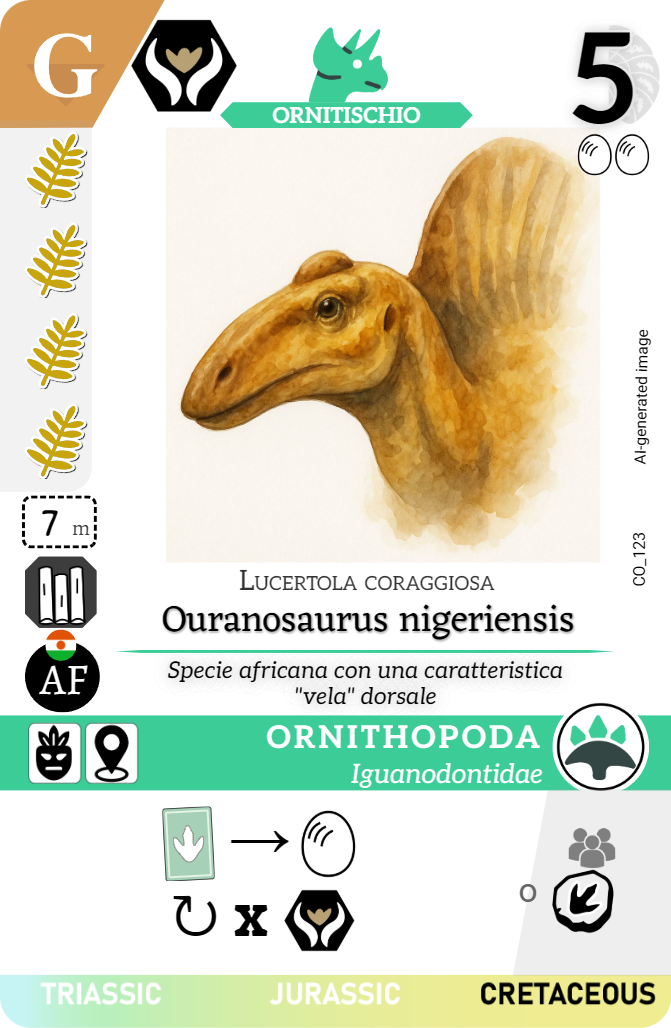 G
5
ORNITISCHIO
AI-generated image
7 m
CO_123
Lucertola coraggiosa
Ouranosaurus nigeriensis
AF
Specie africana con una caratteristica
"vela" dorsale
ORNITHOPODA
Iguanodontidae
O
x
TRIASSIC JURASSIC CRETACEOUS